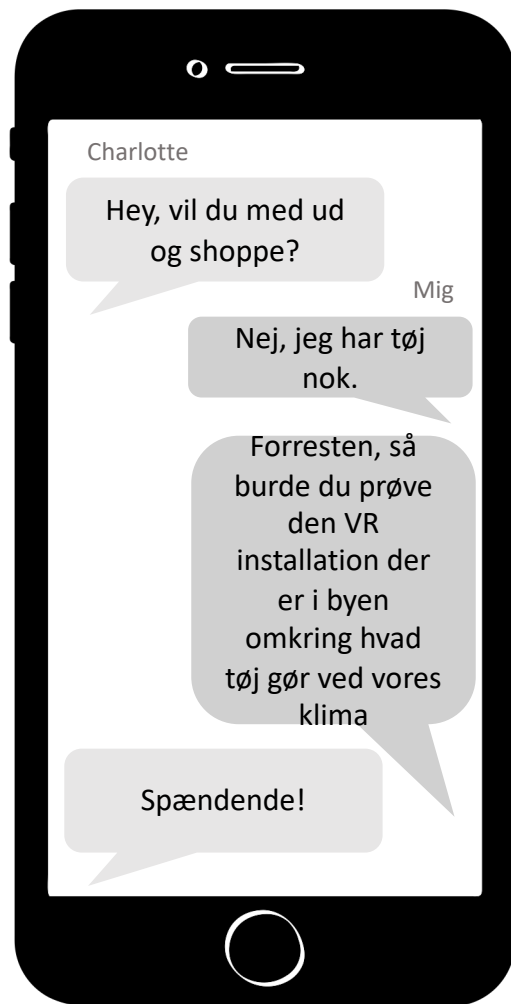 Charlotte
Hey, vil du med ud
og shoppe?
Mig
Nej, jeg har tøj
nok.
Forresten, så
burde du prøve
den VR
installation der
er i byen
omkring hvad
tøj gør ved vores
klima
Spændende!